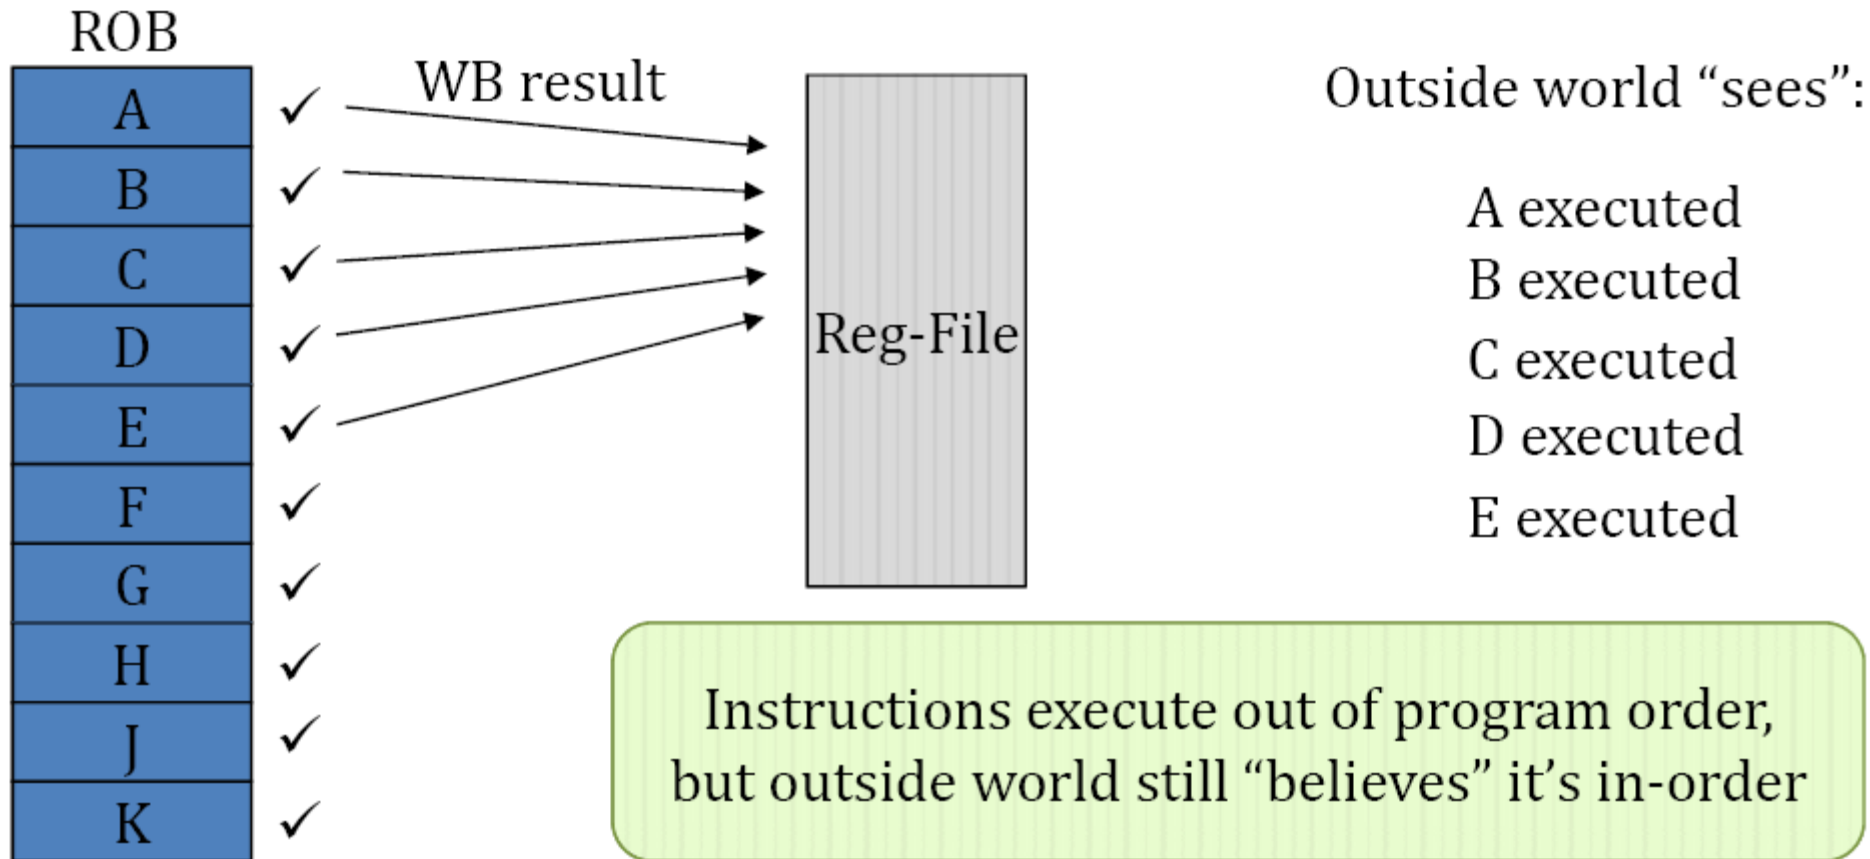 ROB
A
B
C
D
E
F
G
H
J
K
WB result
Reg-File
Outside world “sees”:
A executed
B executed
C executed
D executed
E executed
Instructions execute out of program order,
but outside world still “believes” it’s in-order